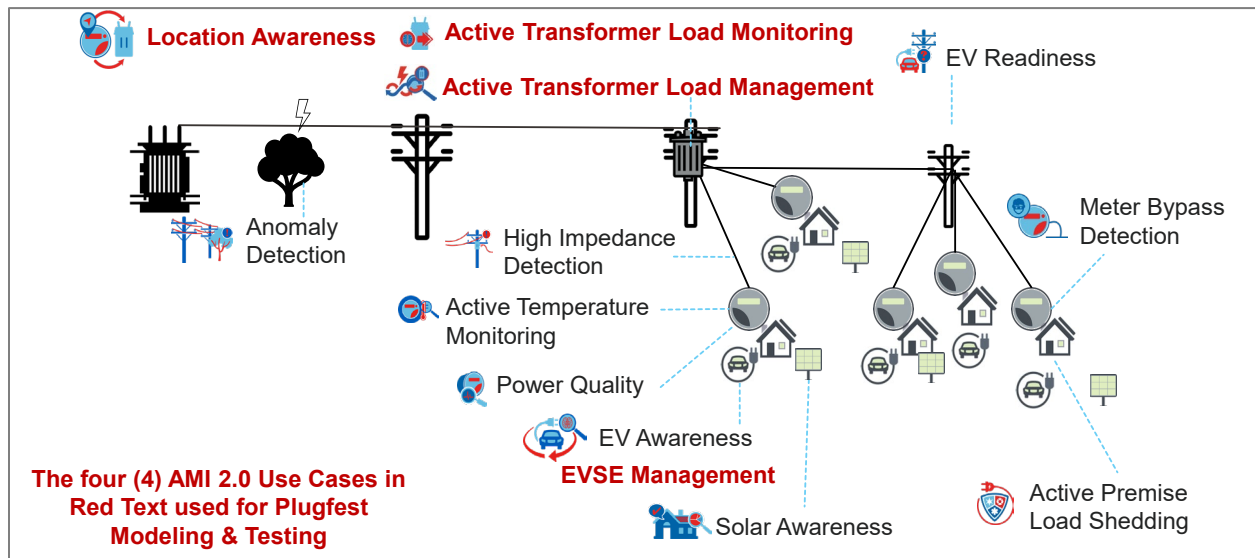 Location Awareness
Active Transformer Load Monitoring
Active Transformer Load Management
EV Readiness
Anomaly
Detection
High Impedance
Detection
Meter Bypass
Detection
Active Temperature
Monitoring
Power Quality
EV Awareness
EVSE Management
Solar Awareness
Active Premise
Load Shedding
The four (4) AMI 2.0 Use Cases in
Red Text used for Plugfest
Modeling & Testing